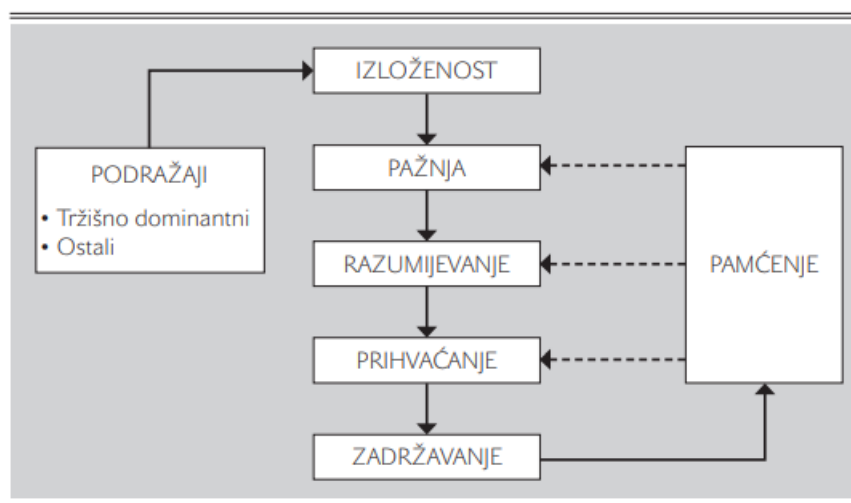 IZLOŽENOST
PODRAŽAJI
• Tržišno dominantni
• Ostali
PAŽNJA
RAZUMIJEVANJE
PAMĆENJE
PRIHVAĆANJE
ZADRŽAVANJE